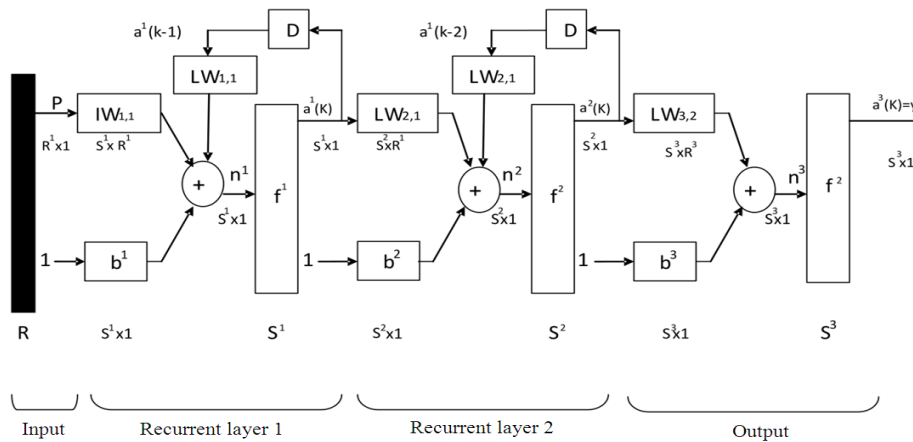 a¹(k-1)
D
a¹(k-2)
D
LW₁,₁
LW₂,₁
P
IW₁,₁
a¹(K)
LW₂,₁
a²(K)
LW₃,₂
a³(K)=y
R¹x1
S¹x R¹
S¹x1
S²xR¹
S²x1
S³xR³
S³x1
+
n¹
f¹
+
n²
f²
+
n³
f²
S¹x1
S²x1
S³x1
1
b¹
1
b²
1
b³
R
S¹x1
S¹
S²x1
S²
S³x1
S³
Input
Recurrent layer 1
Recurrent layer 2
Output